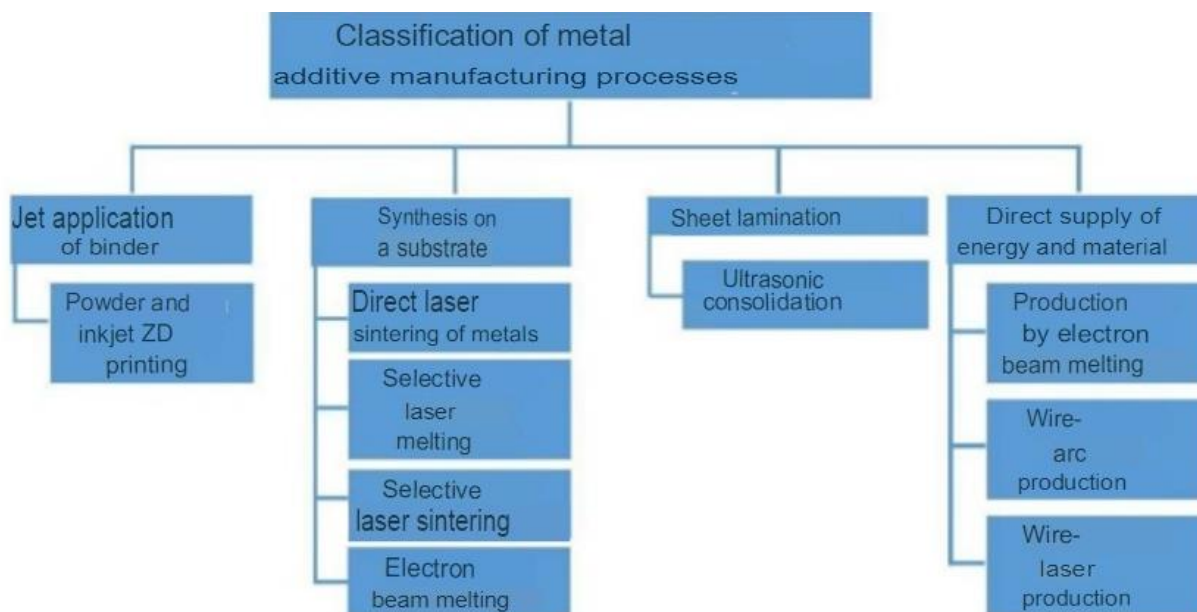 Classification of metal
additive manufacturing processes
Jet application
of binder
Powder and
inkjet ZD
printing
Synthesis on
a substrate
Direct laser
sintering of metals
Selective
laser
melting
Selective
laser sintering
Electron
beam melting
Sheet lamination
Ultrasonic
consolidation
Direct supply of
energy and material
Production
by electron
beam melting
Wire-
arc
production
Wire-
laser
production